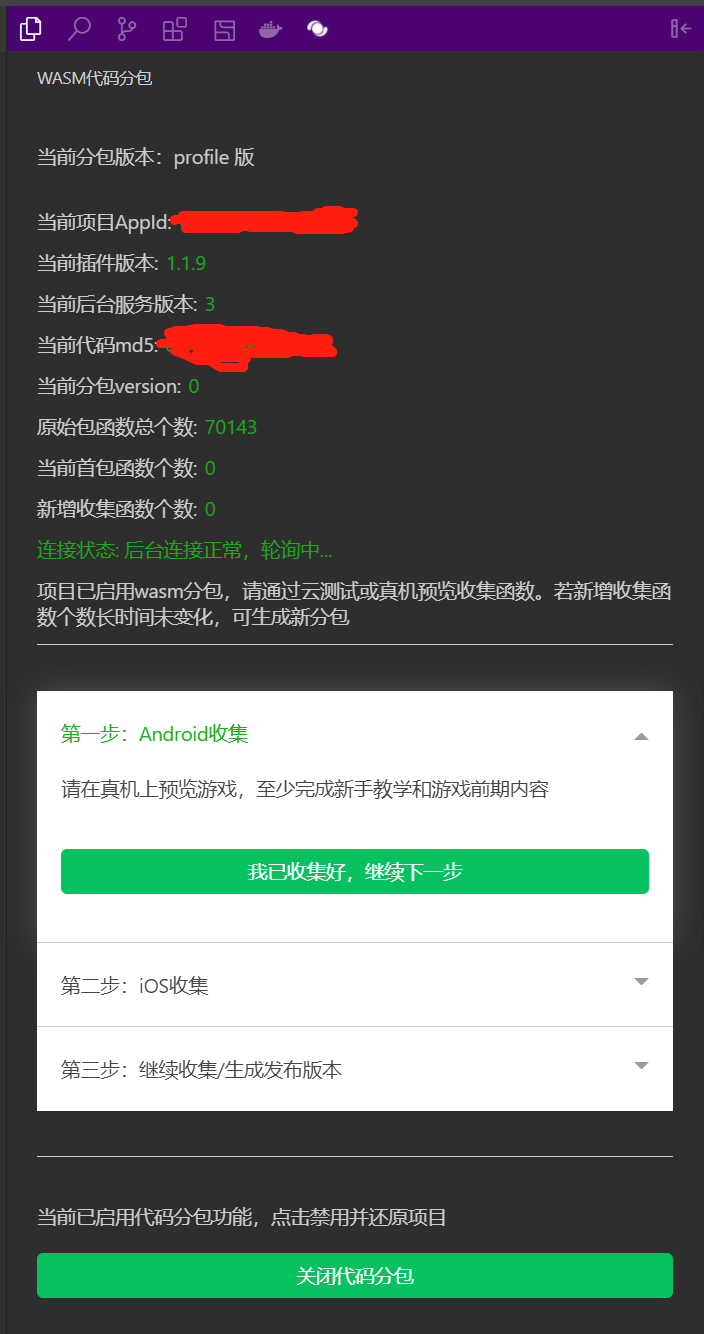 WASM代码分包
当前分包版本：profile 版
当前项目AppId:
当前插件版本: 1.1.9
当前后台服务版本: 3
当前代码md5:
当前分包version: 0
原始包函数总个数: 70143
当前首包函数个数: 0
新增收集函数个数: 0
连接状态: 后台连接正常，轮询中...
项目已启用wasm分包，请通过云测试或真机预览收集函数。若新增收集函
数个数长时间未变化，可生成新分包
第一步：Android收集
请在真机上预览游戏，至少完成新手教学和游戏前期内容
我已收集好，继续下一步
第二步：iOS收集
第三步：继续收集/生成发布版本
当前已启用代码分包功能，点击禁用并还原项目
关闭代码分包